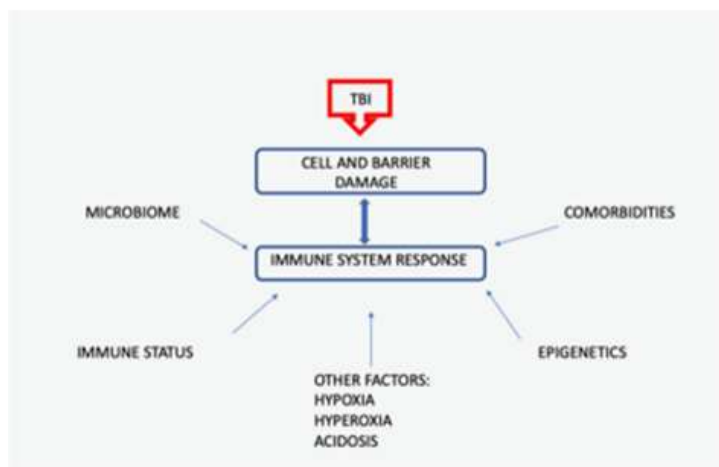 TBI
CELL AND BARRIER
DAMAGE
MICROBIOME
COMORBIDITIES
IMMUNE SYSTEM RESPONSE
IMMUNE STATUS
EPIGENETICS
OTHER FACTORS:
HYPOXIA
HYPEROXIA
ACIDOSIS